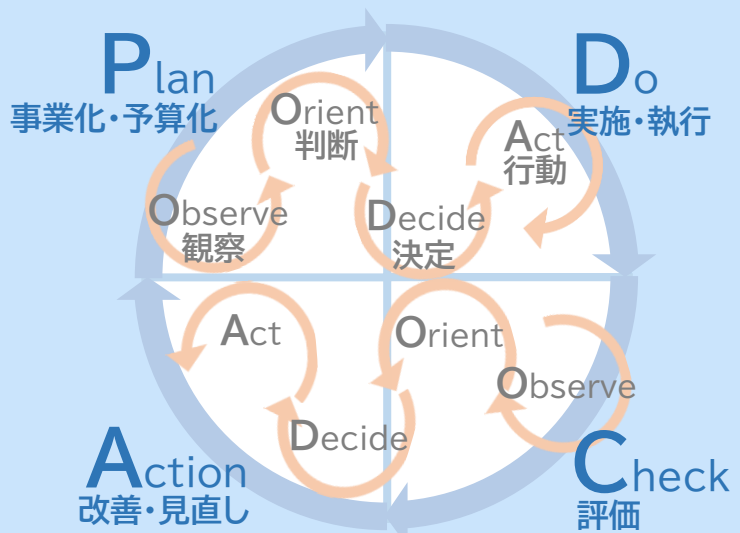 Plan
事業化・予算化
Do
実施・執行
Orient
判断
Act
行動
Observe
観察
Decide
決定
Act
Orient
Observe
Decide
Action
改善・見直し
Check
評価